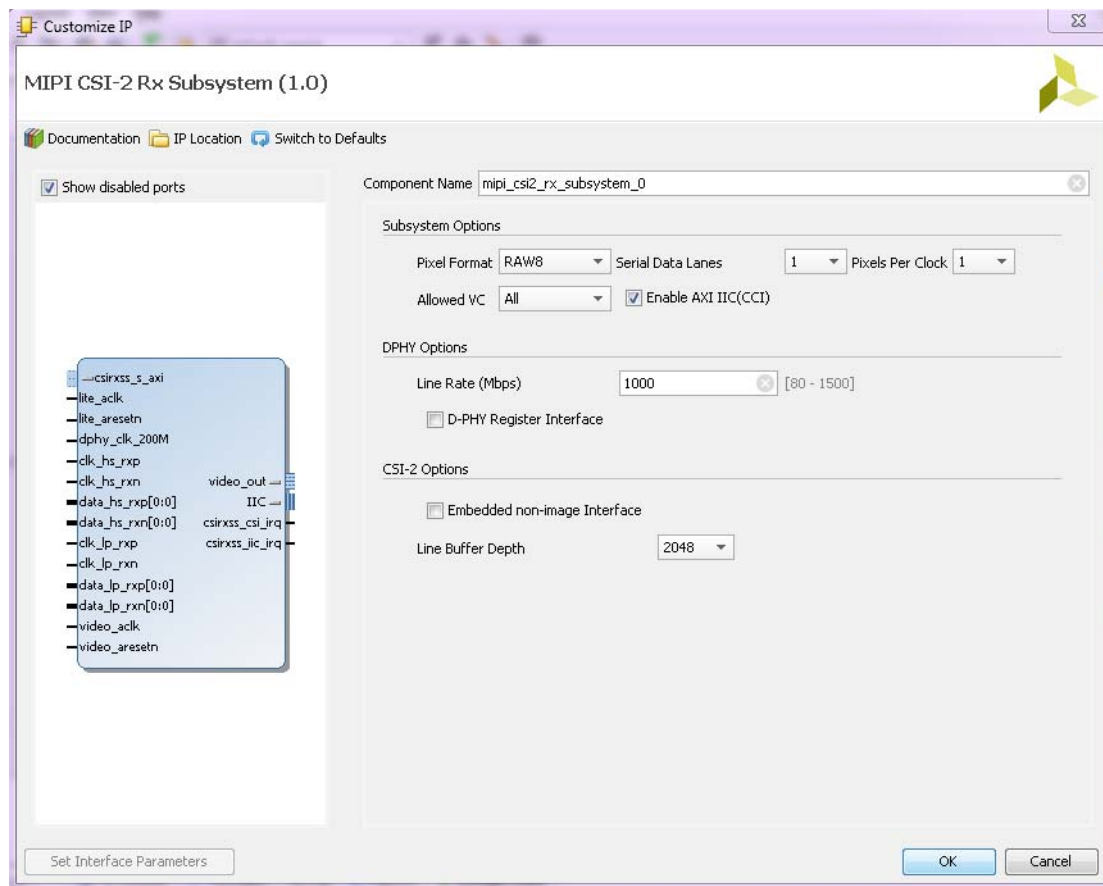 Customize IP
MIPI CSI-2 Rx Subsystem (1.0)
Documentation IP Location Switch to Defaults
Show disabled ports
csirxss_s_axi
lite_aclk
lite_aresetn
dphy_clk_200M
clk_hs_rxp
clk_hs_rxn video_out
data_hs_rxp[0:0] IIC
data_hs_rxn[0:0] csirxss_csi_irq
clk_lp_rxp csirxss_iic_irq
clk_lp_rxn
data_lp_rxp[0:0]
data_lp_rxn[0:0]
video_aclk
video_aresetn
Component Name mipi_csi2_rx_subsystem_0
Subsystem Options
Pixel Format RAW8 Serial Data Lanes 1 Pixels Per Clock 1
Allowed VC All Enable AXI IIC(CCI)
DPHY Options
Line Rate (Mbps) 1000 [80 - 1500]
D-PHY Register Interface
CSI-2 Options
Embedded non-image Interface
Line Buffer Depth 2048
Set Interface Parameters OK Cancel